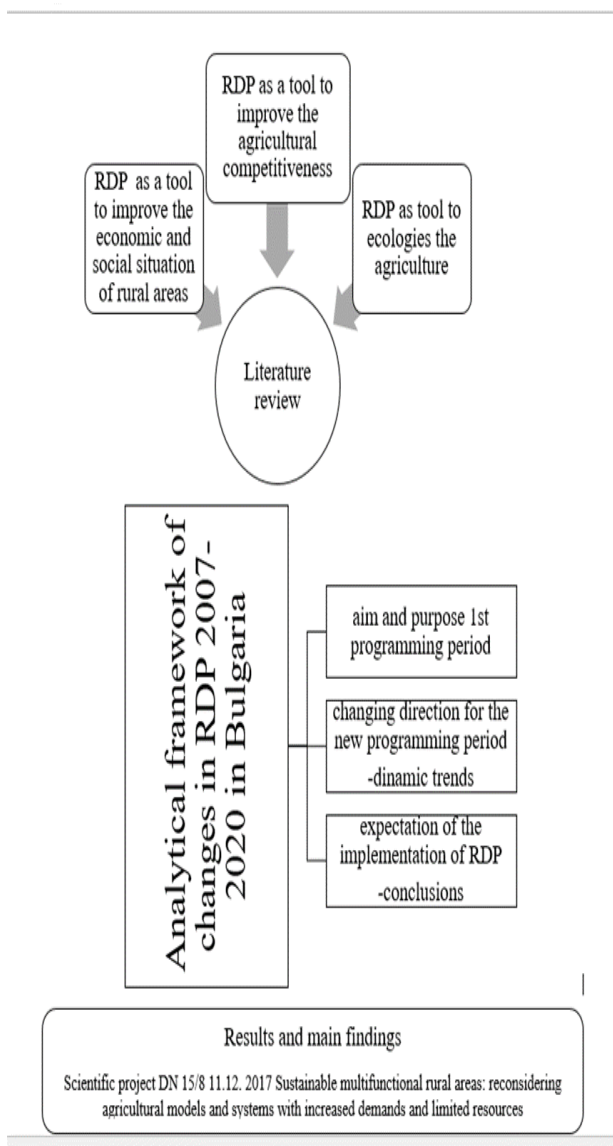 RDP as a tool to
improve the
agricultural
competitiveness
RDP as a tool
to improve the
economic and
social situation
of rural areas
RDP as tool to
ecologies the
agriculture
Literature
review
Analytical framework of
changes in RDP 2007-
2020 in Bulgaria
aim and purpose 1st
programming period
changing direction for the
new programming period
-dinamic trends
expectation of the
implementation of RDP
-conclusions
Results and main findings
Scientific project DN 15/8 11.12. 2017 Sustainable multifunctional rural areas: reconsidering
agricultural models and systems with increased demands and limited resources